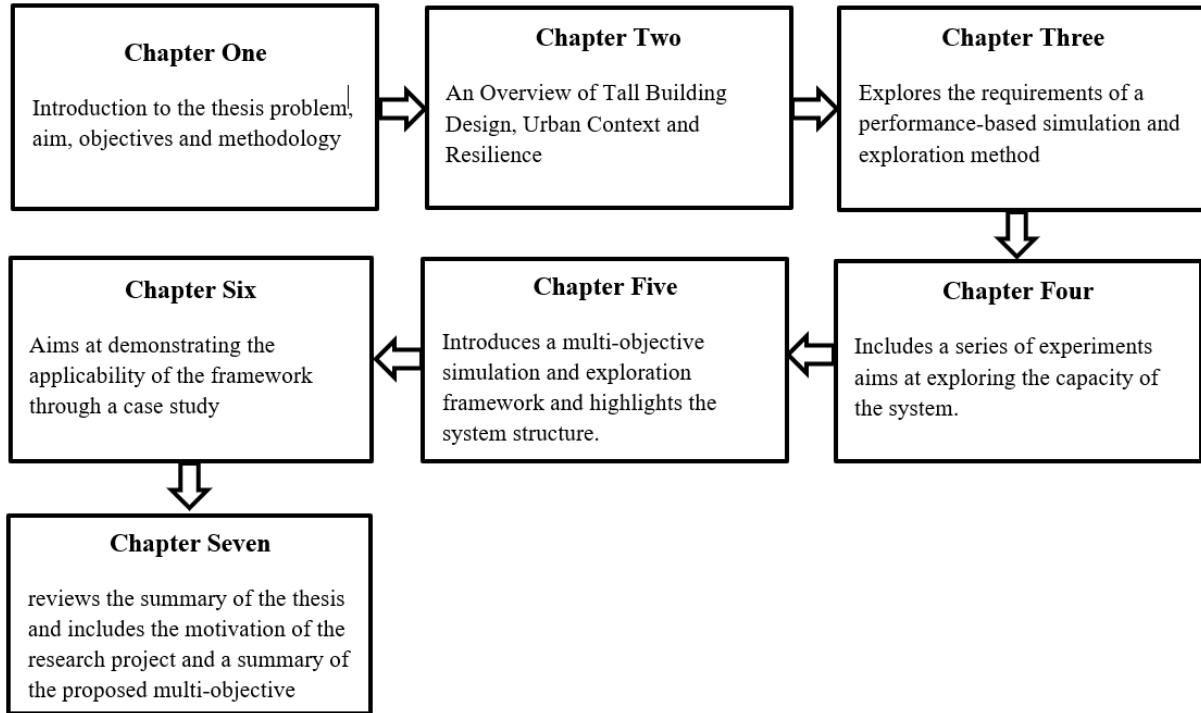 Chapter One
Introduction to the thesis problem,
aim, objectives and methodology
Chapter Two
An Overview of Tall Building
Design, Urban Context and
Resilience
Chapter Three
Explores the requirements of a
performance-based simulation and
exploration method
Chapter Four
Includes a series of experiments
aims at exploring the capacity of
the system.
Chapter Five
Introduces a multi-objective
simulation and exploration
framework and highlights the
system structure.
Chapter Six
Aims at demonstrating the
applicability of the framework
through a case study
Chapter Seven
reviews the summary of the thesis
and includes the motivation of the
research project and a summary of
the proposed multi-objective